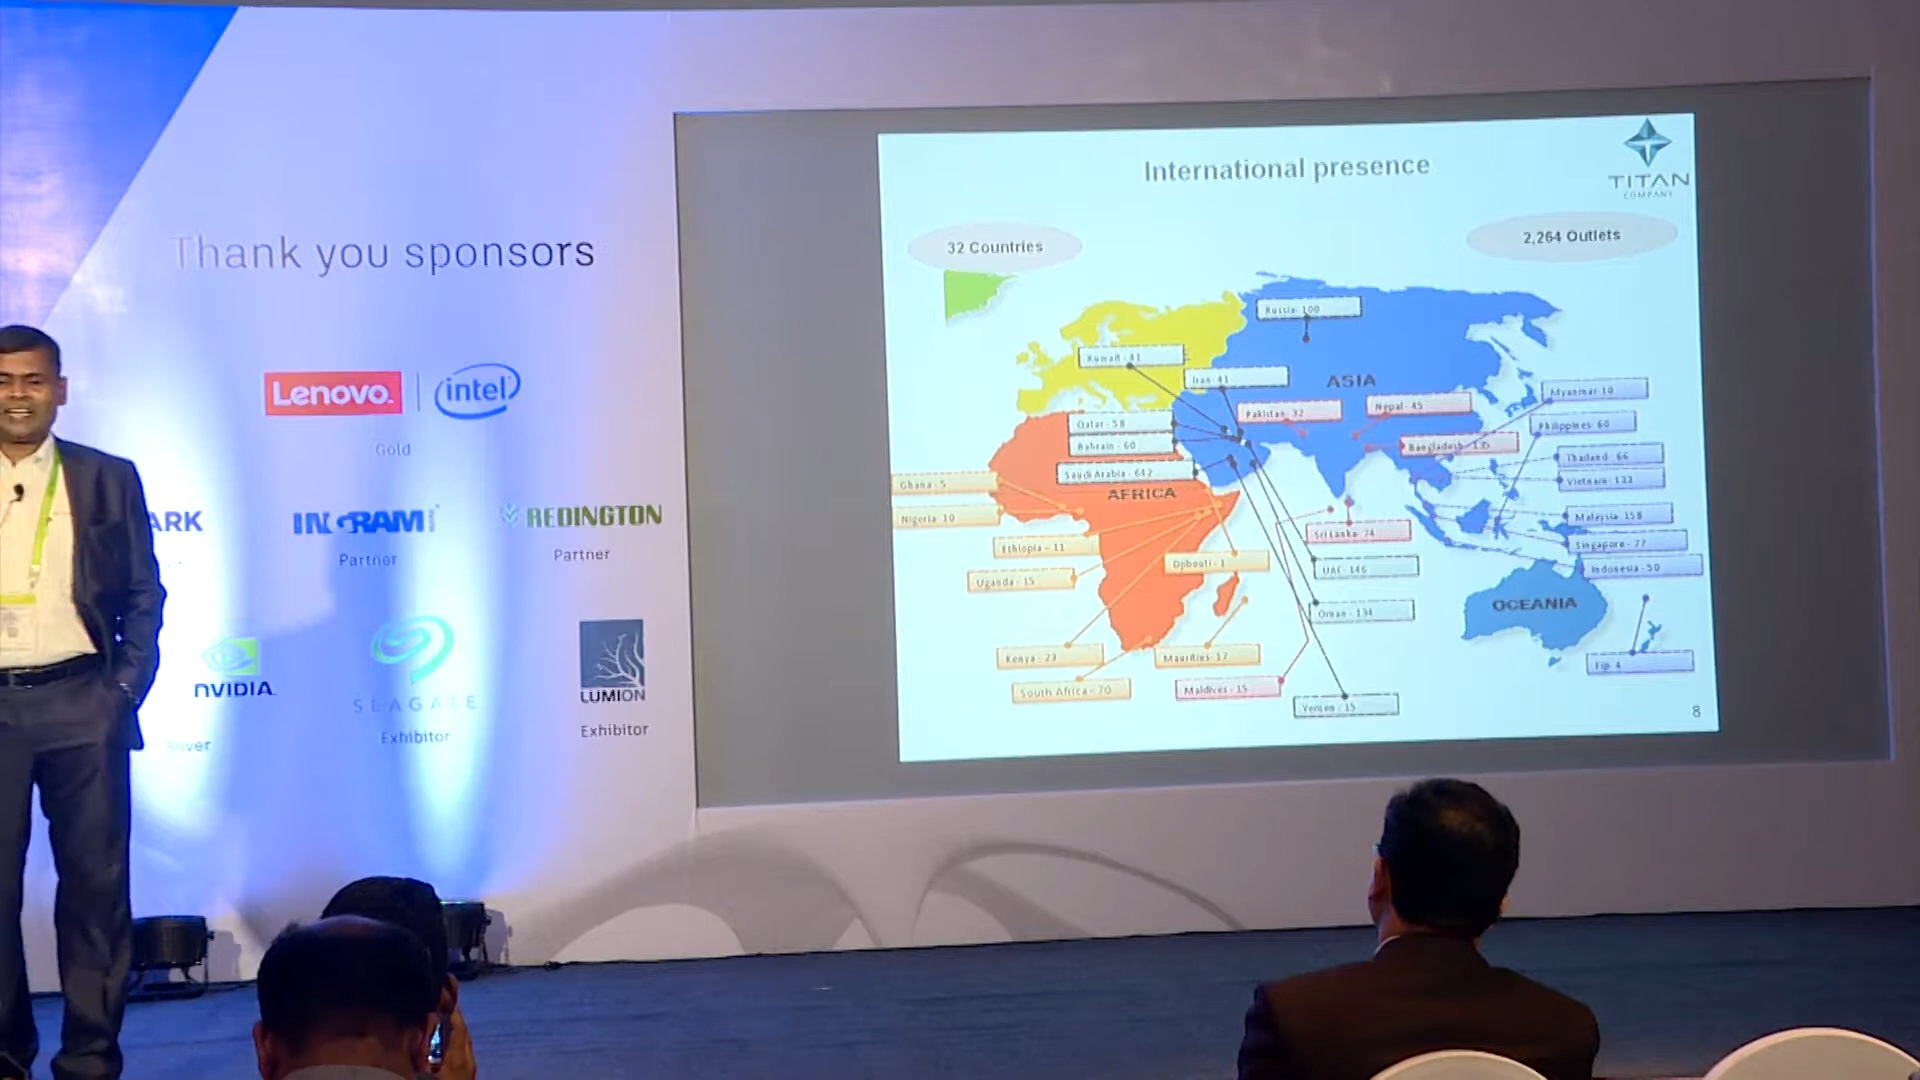 Thank you sponsors
Lenovo.
intel
Gold
ARK
INGRAM
Partner
REDINGTON
Partner
NVIDIA.
SEAGATE
Exhibitor
LUMION
Exhibitor
International presence
TITAN
COMPANY
32 Countries
2,264 Outlets
Russia- 100
Kuwait - 41
Iran- 41
ASIA
Pakistan- 32
Nepal - 45
Myanmar- 10
Philippines- 60
Qatar - 58
Bahrain - 60
Bangladesh -
Thailand- 66
Vietnam- 133
Saudi Arabia - 642
AFRICA
Ghana - 5
Nigeria- 10
Malaysia- 158
Singapore - 77
Indonesia - 50
Sri Lanka- 74
Ethiopia - 11
Djibouti - 1
Uganda - 15
UAE - 146
Oman - 134
OCEANIA
Kenya - 23
Mauritius- 17
Fiji- 4
South Africa - 70
Maldives - 15
Yemen - 15
8